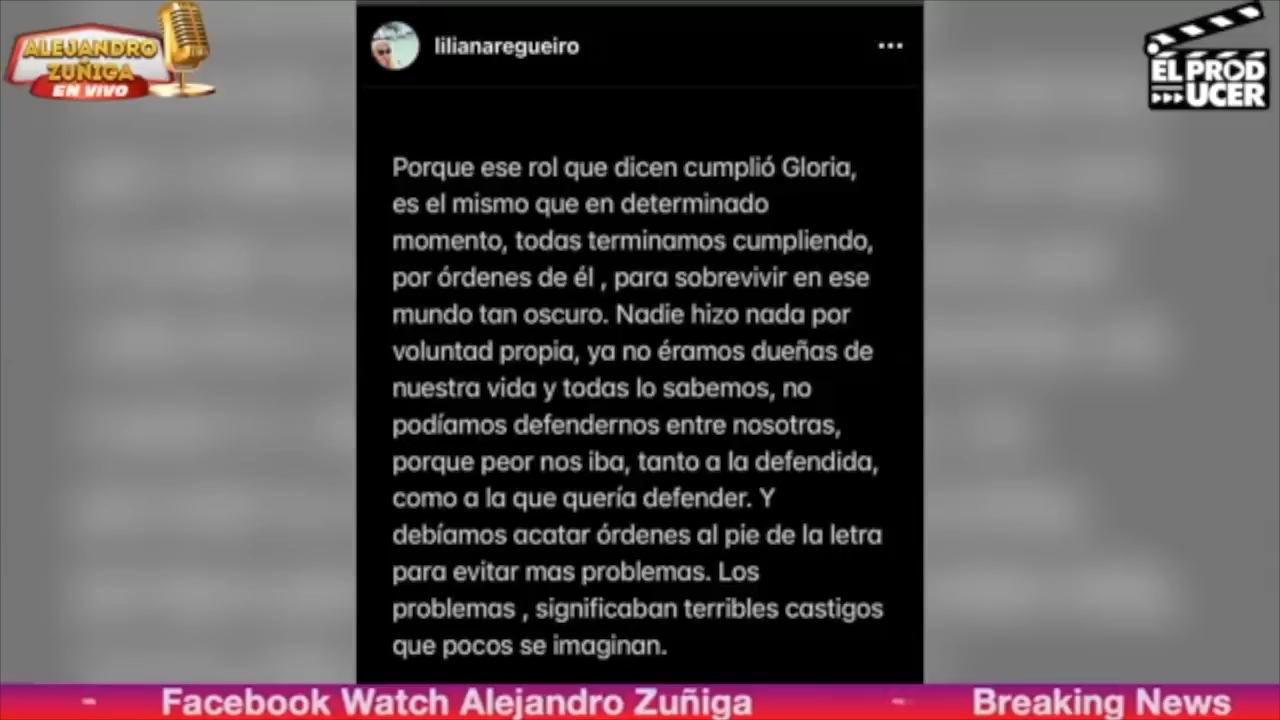 ALEJANDRO
ZUÑIGA
EN VIVO
EL PROD
UCER
lilianaregueiro
Porque ese rol que dicen cumplió Gloria,
es el mismo que en determinado
momento, todas terminamos cumpliendo,
por órdenes de él , para sobrevivir en ese
mundo tan oscuro. Nadie hizo nada por
voluntad propia, ya no éramos dueñas de
nuestra vida y todas lo sabemos, no
podíamos defendernos entre nosotras,
porque peor nos iba, tanto a la defendida,
como a la que quería defender. Y
debíamos acatar órdenes al pie de la letra
para evitar mas problemas. Los
problemas , significaban terribles castigos
que pocos se imaginan.
Facebook Watch Alejandro Zuñiga
Breaking News